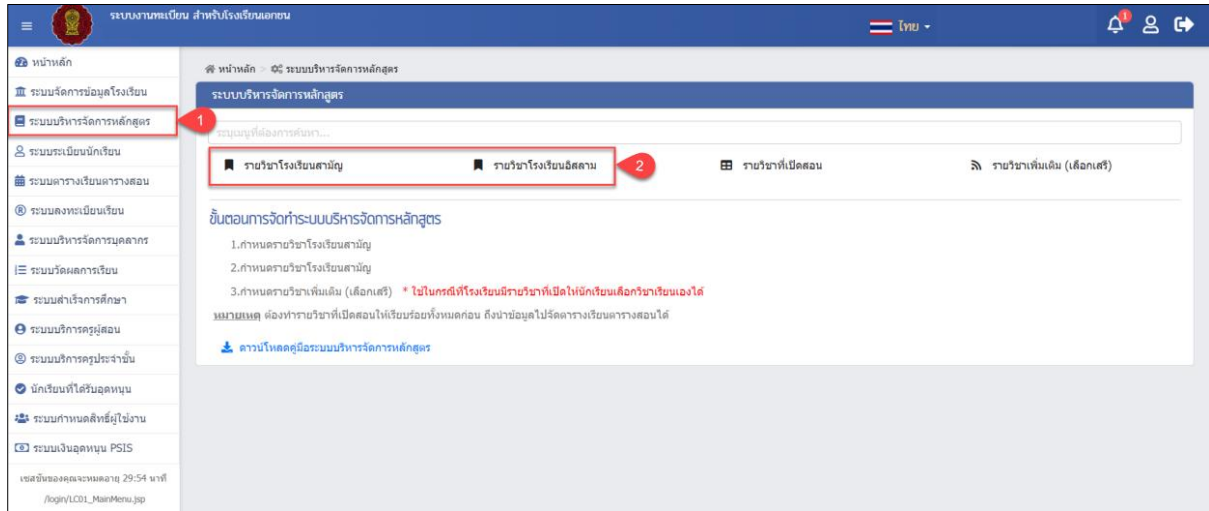 ระบบงานทะเบียน สำหรับโรงเรียนเอกชน
ไทย
1
หน้าหลัก
ระบบจัดการข้อมูลโรงเรียน
ระบบบริหารจัดการหลักสูตร
ระบบระเบียนนักเรียน
ระบบตารางเรียนตารางสอน
ระบบลงทะเบียนเรียน
ระบบบริหารจัดการบุคลากร
ระบบวัดผลการเรียน
ระบบสำเร็จการศึกษา
ระบบบริการครูผู้สอน
ระบบบริการครูประจำชั้น
นักเรียนที่ได้รับอุดหนุน
ระบบกำหนดสิทธิ์ผู้ใช้งาน
ระบบเงินอุดหนุน PSIS
เซสชันของคุณจะหมดอายุ 29:54 นาที
/login/LC01_MainMenu.jsp
หน้าหลัก > ระบบบริหารจัดการหลักสูตร
ระบบบริหารจัดการหลักสูตร
1
ระบุเมนูที่ต้องการค้นหา....
รายวิชาโรงเรียนสามัญ
รายวิชาโรงเรียนอิสลาม
2
รายวิชาที่เปิดสอน
รายวิชาเพิ่มเติม (เลือกเสรี)
ขั้นตอนการจัดทำระบบบริหารจัดการหลักสูตร
1.กำหนดรายวิชาโรงเรียนสามัญ
2.กำหนดรายวิชาโรงเรียนสามัญ
3.กำหนดรายวิชาเพิ่มเติม (เลือกเสรี) * ใช้ในกรณีที่โรงเรียนมีรายวิชาที่เปิดให้นักเรียนเลือกวิชาเรียนเองได้
หมายเหตุ ต้องทำรายวิชาที่เปิดสอนให้เรียบร้อยทั้งหมดก่อน ถึงนำข้อมูลไปจัดตารางเรียนตารางสอนได้
ดาวน์โหลดคู่มือระบบบริหารจัดการหลักสูตร